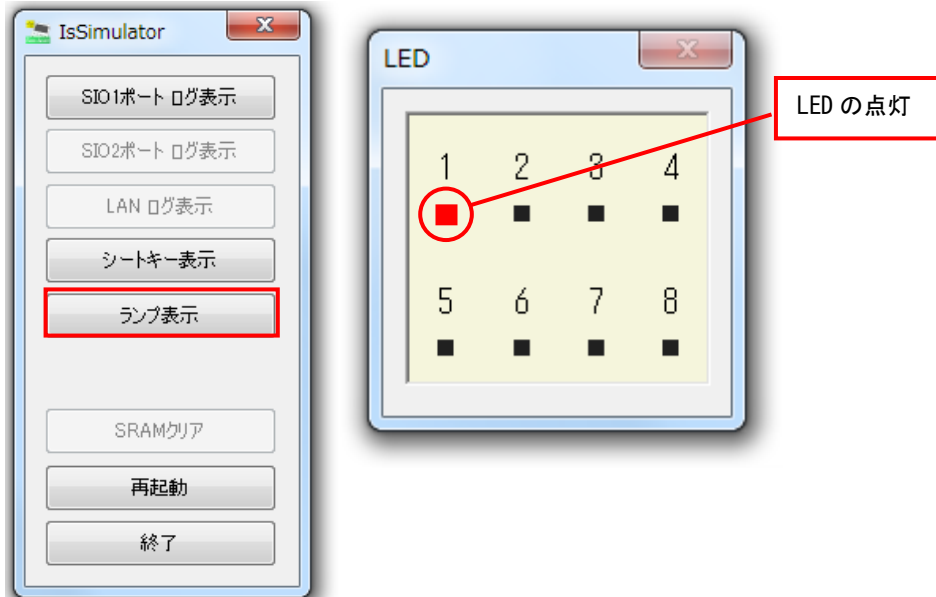 IsSimulator
SIO1ポート ログ表示
SIO2ポート ログ表示
LAN ログ表示
シートキー表示
ランプ表示
SRAMクリア
再起動
終了
LED
1 2 3 4
5 6 7 8
LED の点灯